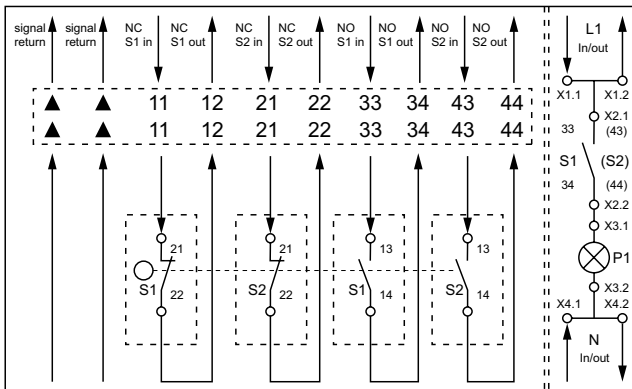 signal return
signal return
NC S1 in
NC S1 out
NC S2 in
NC S2 out
NO S1 in
NO S1 out
NO S2 in
NO S2 out
▲ ▲ 11 12 21 22 33 34 43 44
▲ ▲ 11 12 21 22 33 34 43 44
21
S1
22
21
S2
22
13
S1
14
13
S2
14
L1
In/out
X1.1 X1.2
X2.1
33 (43)
S1 (S2)
34 (44)
X2.2
X3.1
P1
X3.2
X4.1 X4.2
N
In/out